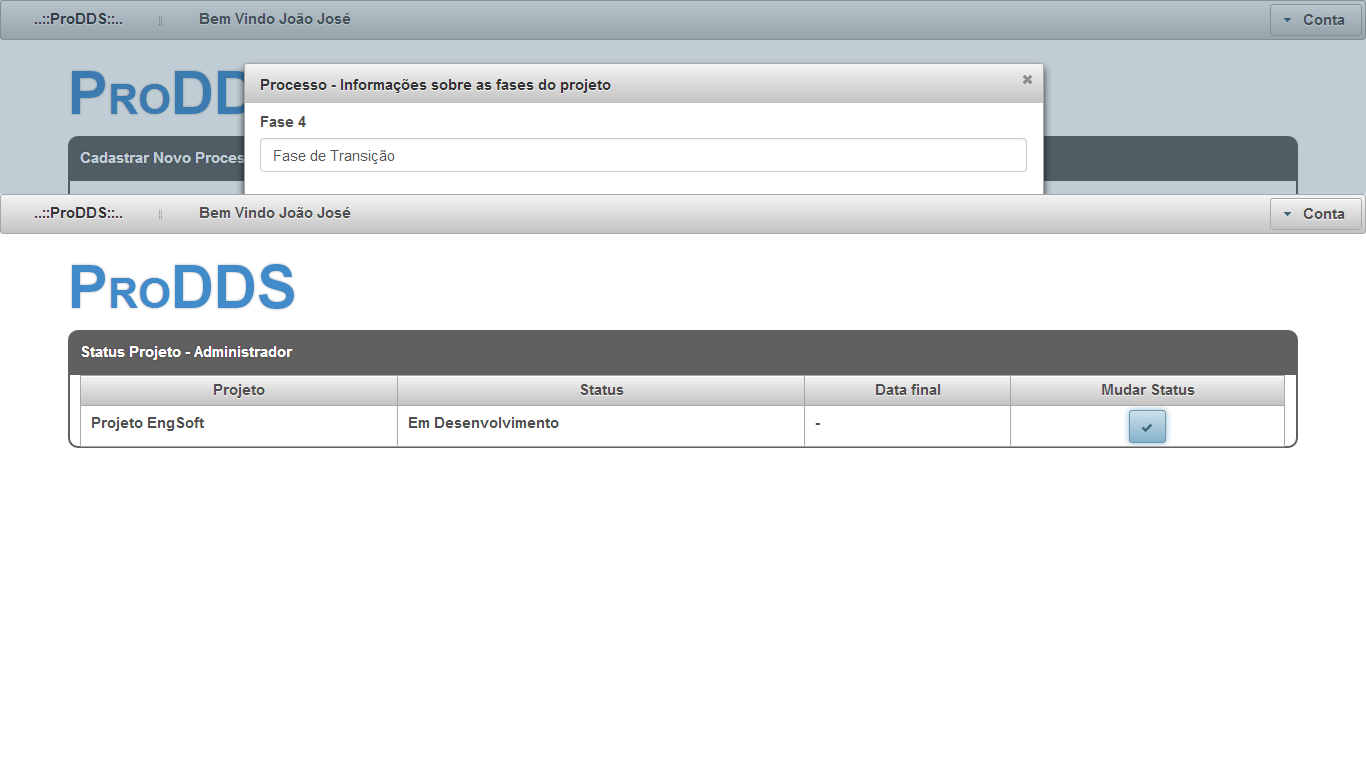 ..::ProDDS::.. Bem Vindo João José Conta
ProDD
Processo - Informações sobre as fases do projeto
Fase 4
Cadastrar Novo Proces
Fase de Transição
..::ProDDS::.. Bem Vindo João José Conta
ProDDS
Status Projeto - Administrador
Projeto Status Data final Mudar Status
Projeto EngSoft Em Desenvolvimento -